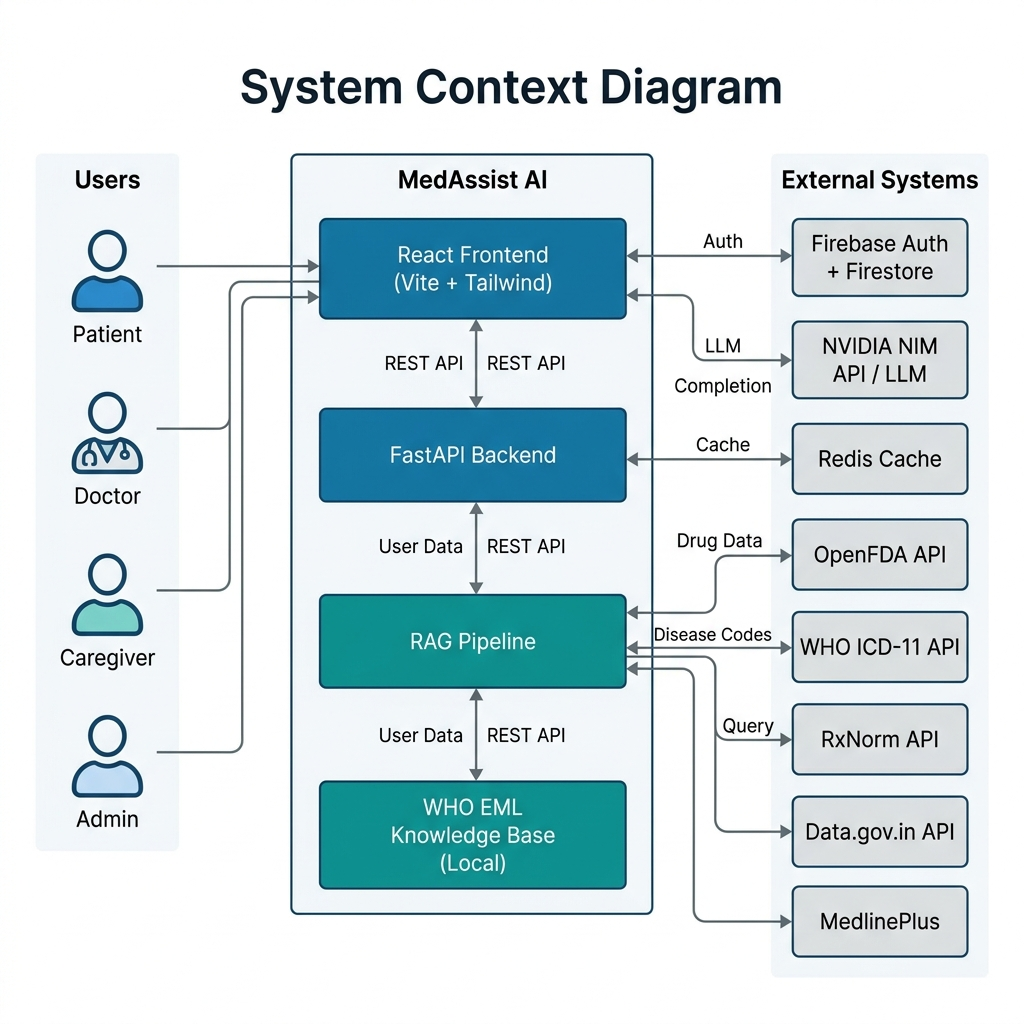 System Context Diagram
Users
Patient
Doctor
Caregiver
Admin
MedAssist AI
React Frontend
(Vite + Tailwind)
REST API
REST API
FastAPI Backend
User Data
REST API
RAG Pipeline
User Data
REST API
WHO EML
Knowledge Base
(Local)
Auth
LLM
Completion
Cache
Drug Data
Disease Codes
Query
External Systems
Firebase Auth
+ Firestore
NVIDIA NIM
API / LLM
Redis Cache
OpenFDA API
WHO ICD-11 API
RxNorm API
Data.gov.in API
MedlinePlus